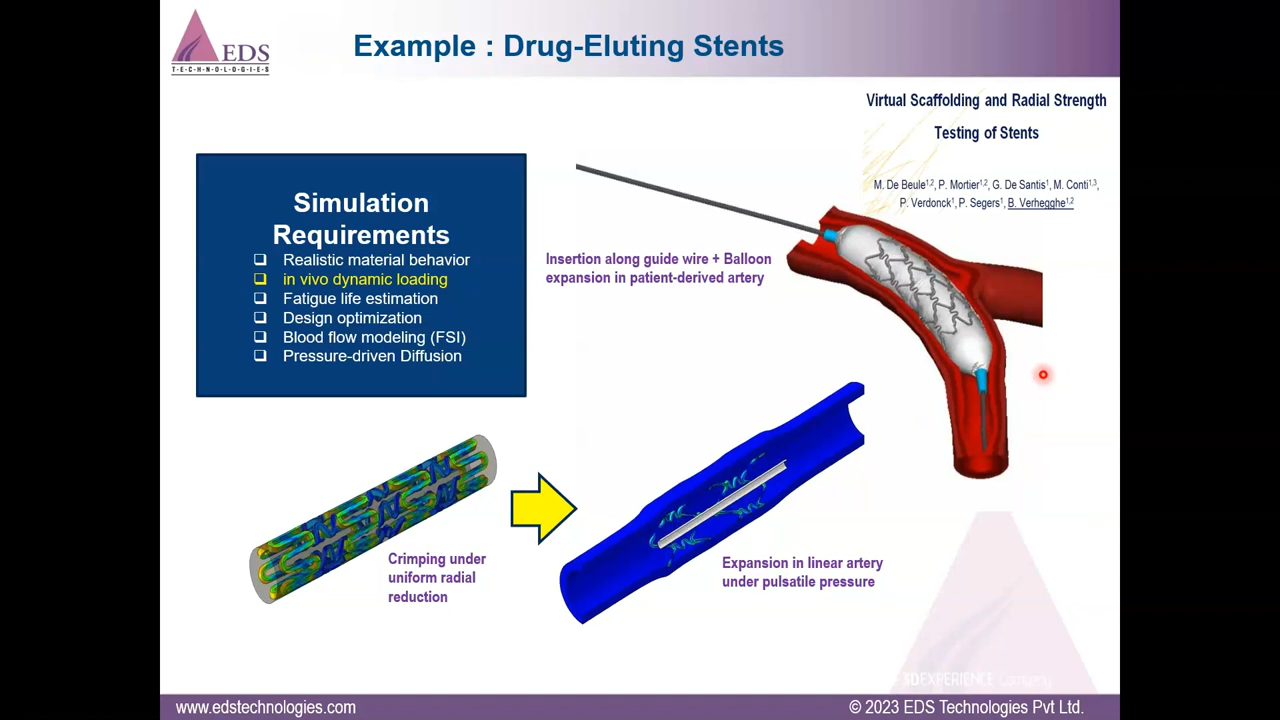 EDS
T·E·C·H·N·O·L·O·G·I·E·S
Example : Drug-Eluting Stents
Virtual Scaffolding and Radial Strength
Testing of Stents
M. De Beule1,2, P. Mortier1,2, G. De Santis1, M. Conti1,3,
P. Verdonck1, P. Segers1, B. Verhegghe1,2
Simulation
Requirements
❑ Realistic material behavior
❑ in vivo dynamic loading
❑ Fatigue life estimation
❑ Design optimization
❑ Blood flow modeling (FSI)
❑ Pressure-driven Diffusion
Insertion along guide wire + Balloon
expansion in patient-derived artery
Crimping under
uniform radial
reduction
Expansion in linear artery
under pulsatile pressure
3DEXPERIENCE Company
www.edstechnologies.com
© 2023 EDS Technologies Pvt Ltd.